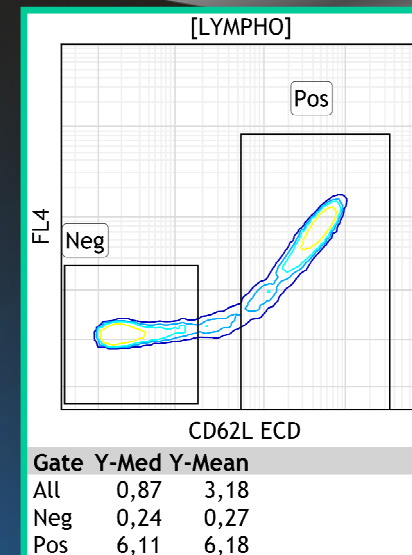 [LYMPHO]
Pos
FL4
Neg
CD62L ECD
Gate Y-Med Y-Mean
All 0,87 3,18
Neg 0,24 0,27
Pos 6,11 6,18